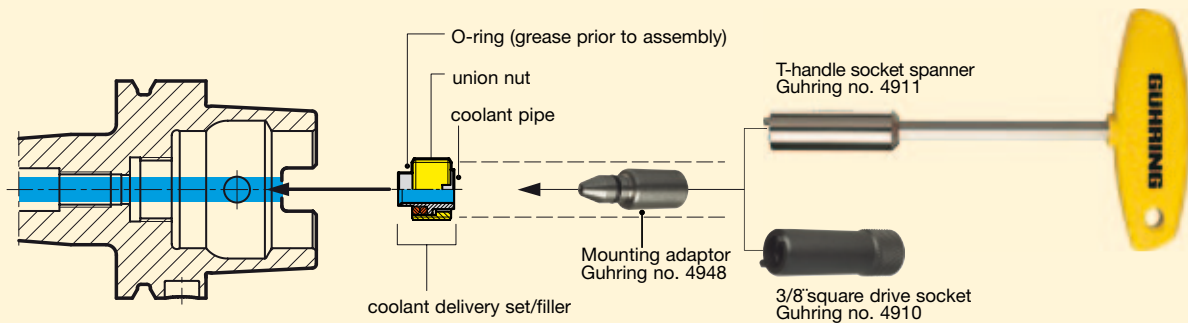 O-ring (grease prior to assembly)
union nut
coolant pipe
coolant delivery set/filler
Mounting adaptor
Guhring no. 4948
T-handle socket spanner
Guhring no. 4911
GUHRING
3/8¨square drive socket
Guhring no. 4910